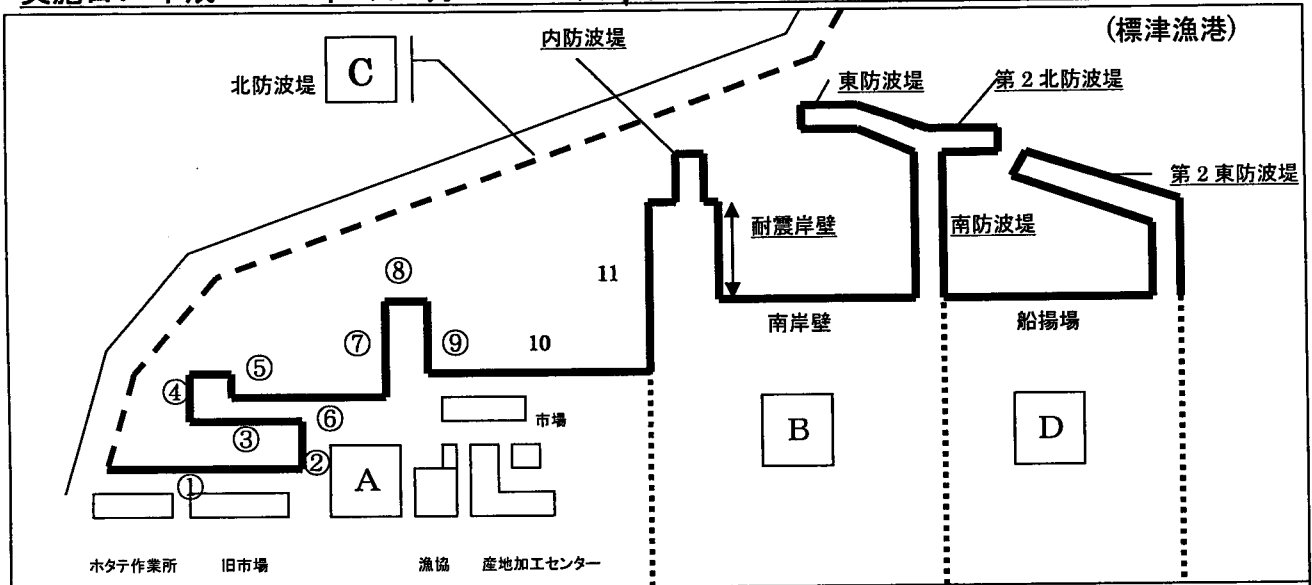 (標津漁港)
内防波堤
北防波堤
C
東防波堤
第2北防波堤
第2東防波堤
耐震岸壁
南防波堤
11
⑧
南岸壁
船揚場
⑦
⑨
10
⑤
④
⑥
市場
③
B
D
②
A
①
ホタテ作業所
旧市場
漁協
産地加工センター